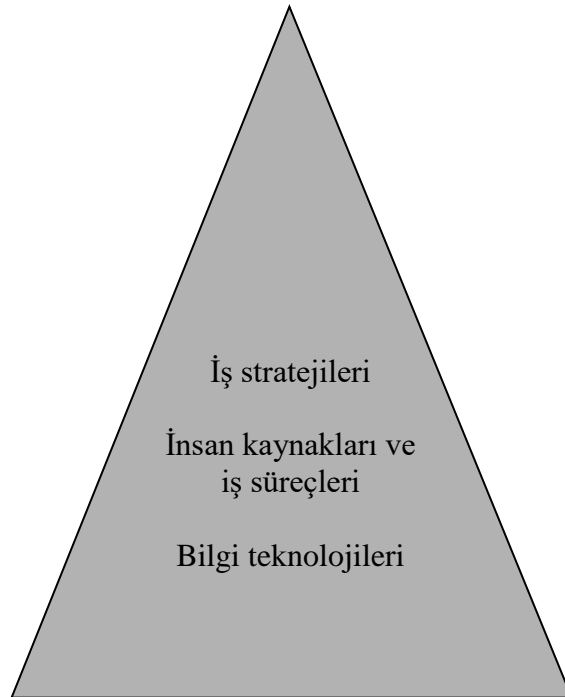 İş stratejileri
İnsan kaynakları ve
iş süreçleri
Bilgi teknolojileri